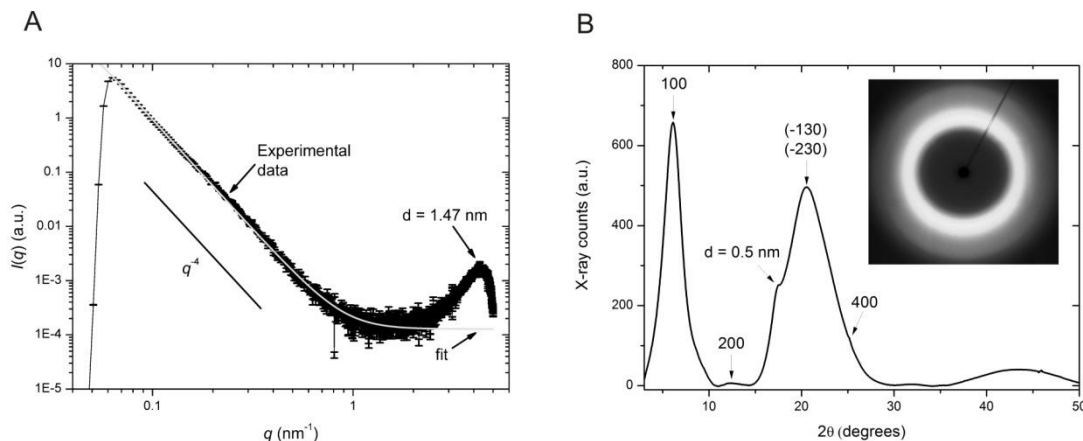 A
10
1
0.1
0.01
1E-3
1E-4
1E-5
I(q) (a.u.)
Experimental
data
d = 1.47 nm
q-4
fit
0.1
1
q (nm-1)
B
800
600
400
200
0
X-ray counts (a.u.)
100
(-130)
(-230)
d = 0.5 nm
400
200
10
20
30
40
50
2θ (degrees)